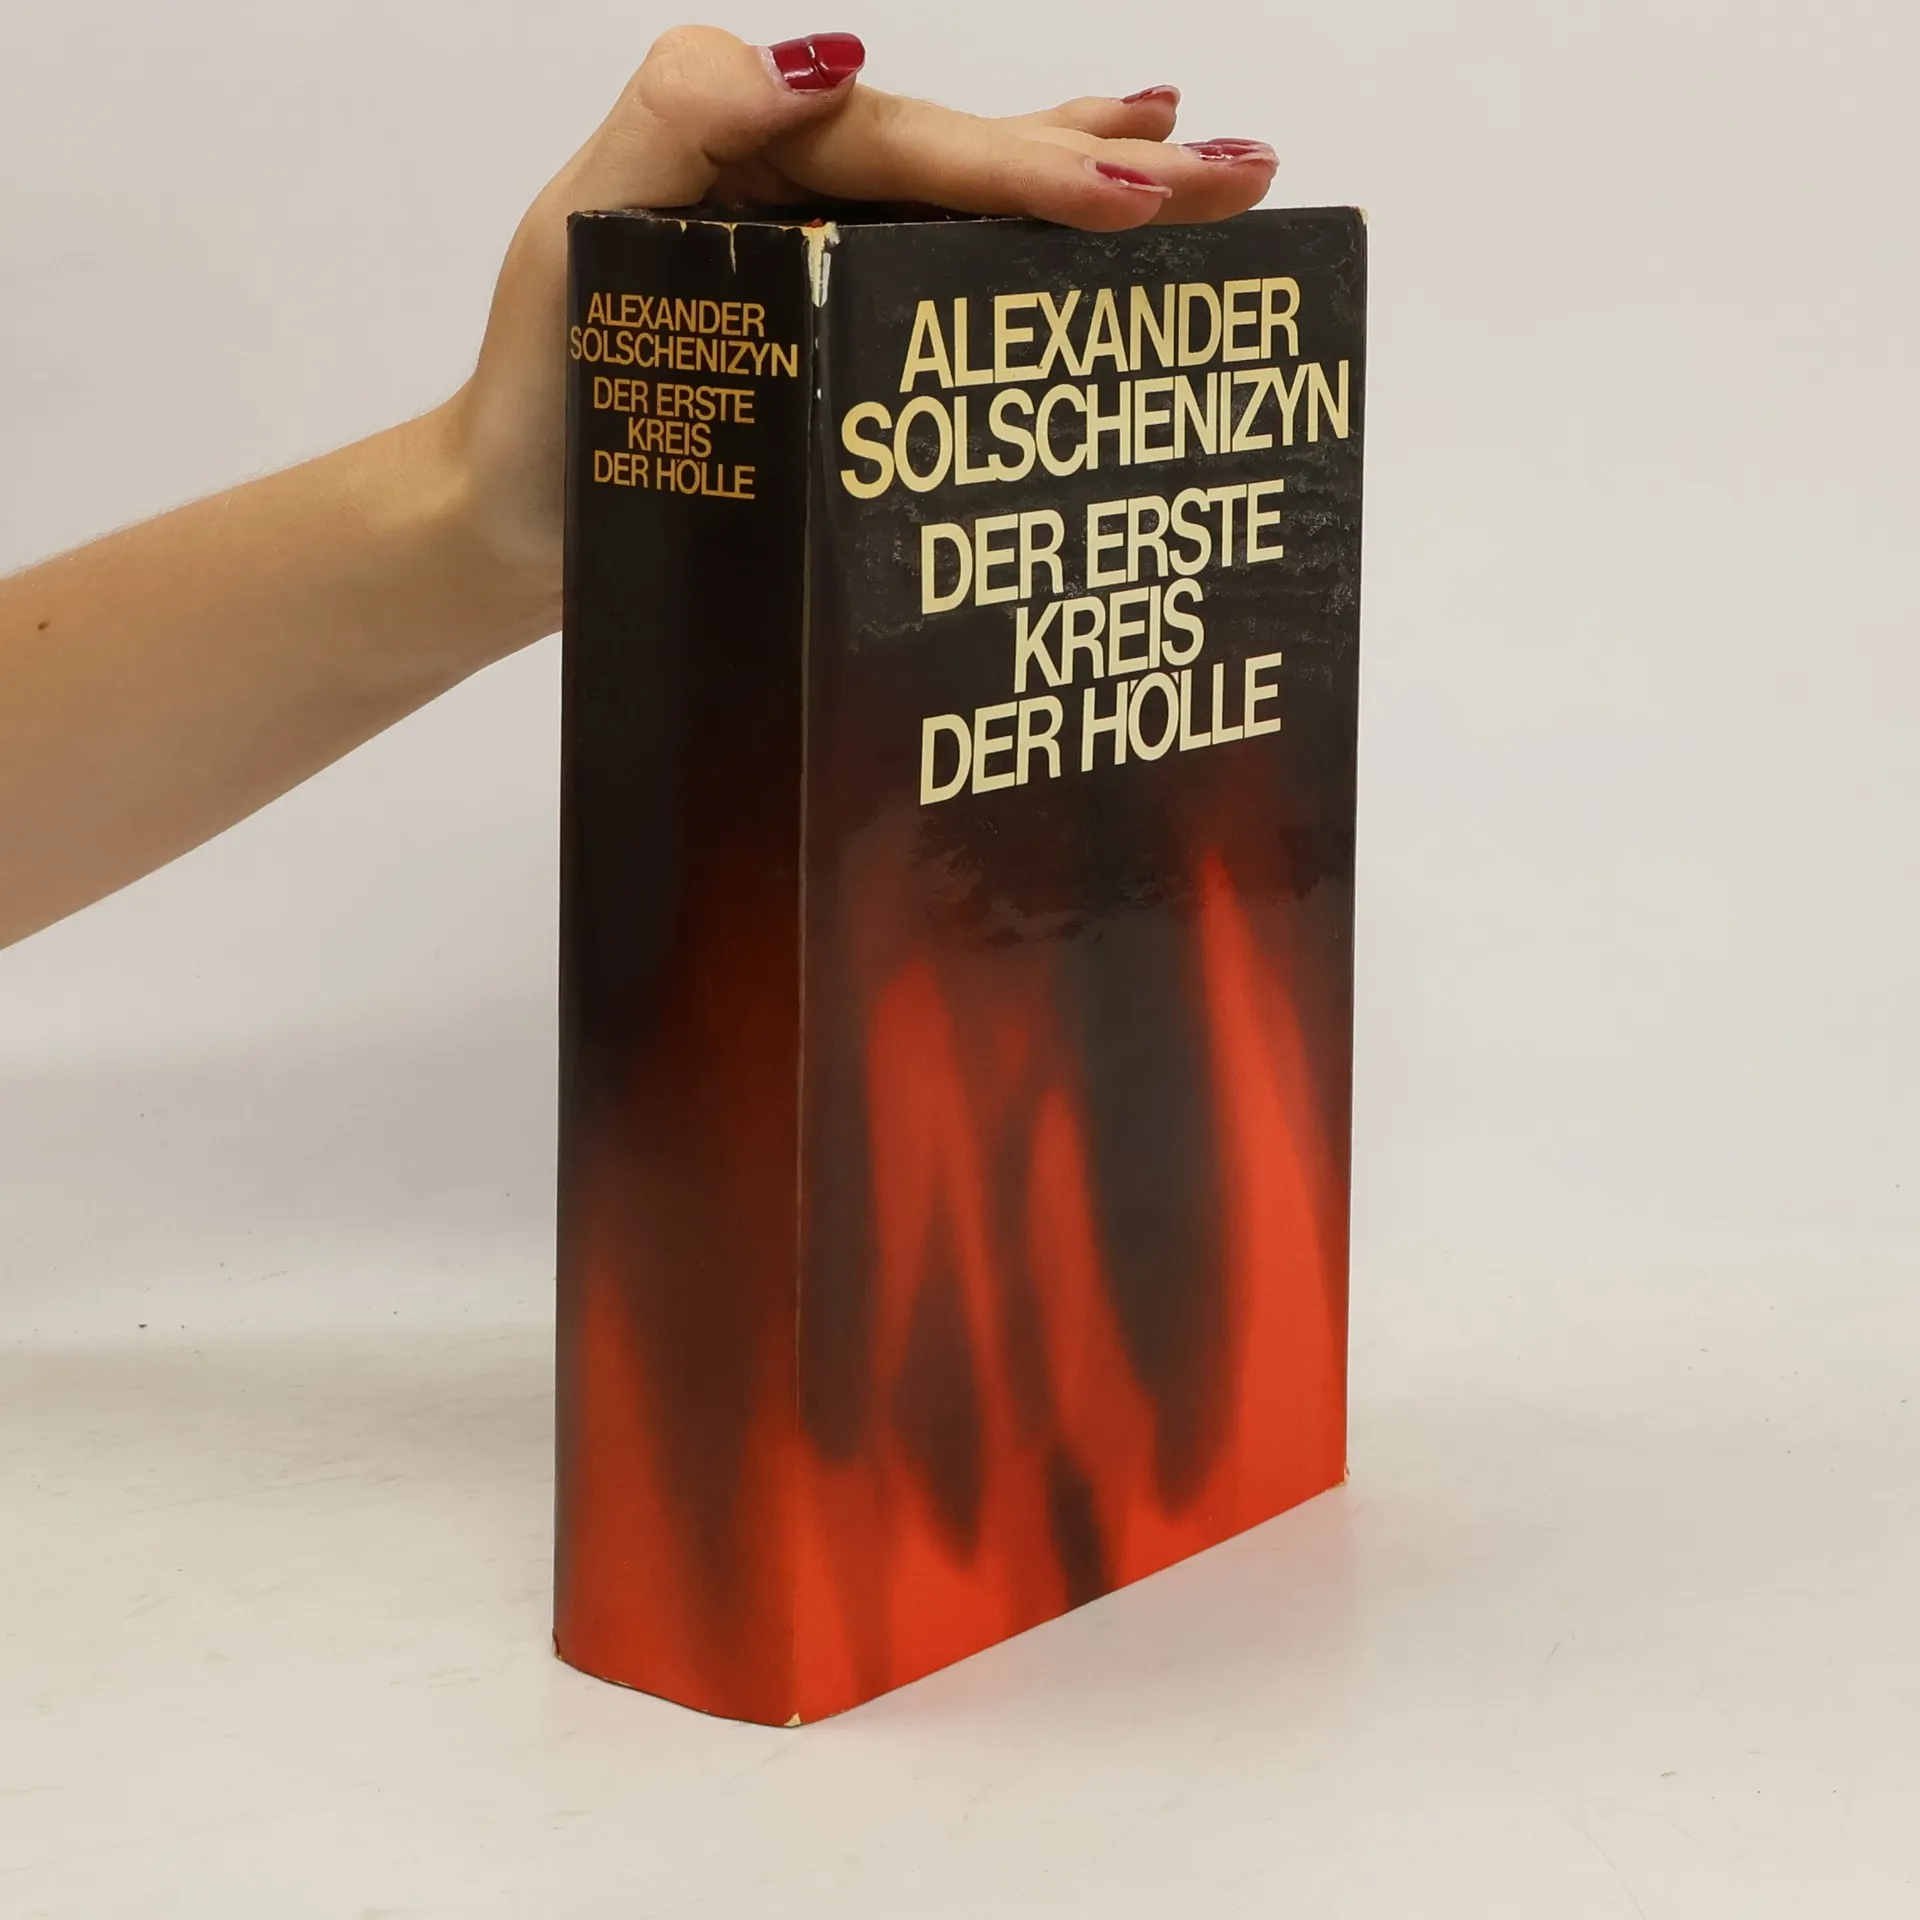 ALEXANDER
SOLSCHENIZYN
DER ERSTE
KREIS
DER HÖLLE
ALEXANDER
SOLSCHENIZYN
DER ERSTE
KREIS
DER HÖLLE